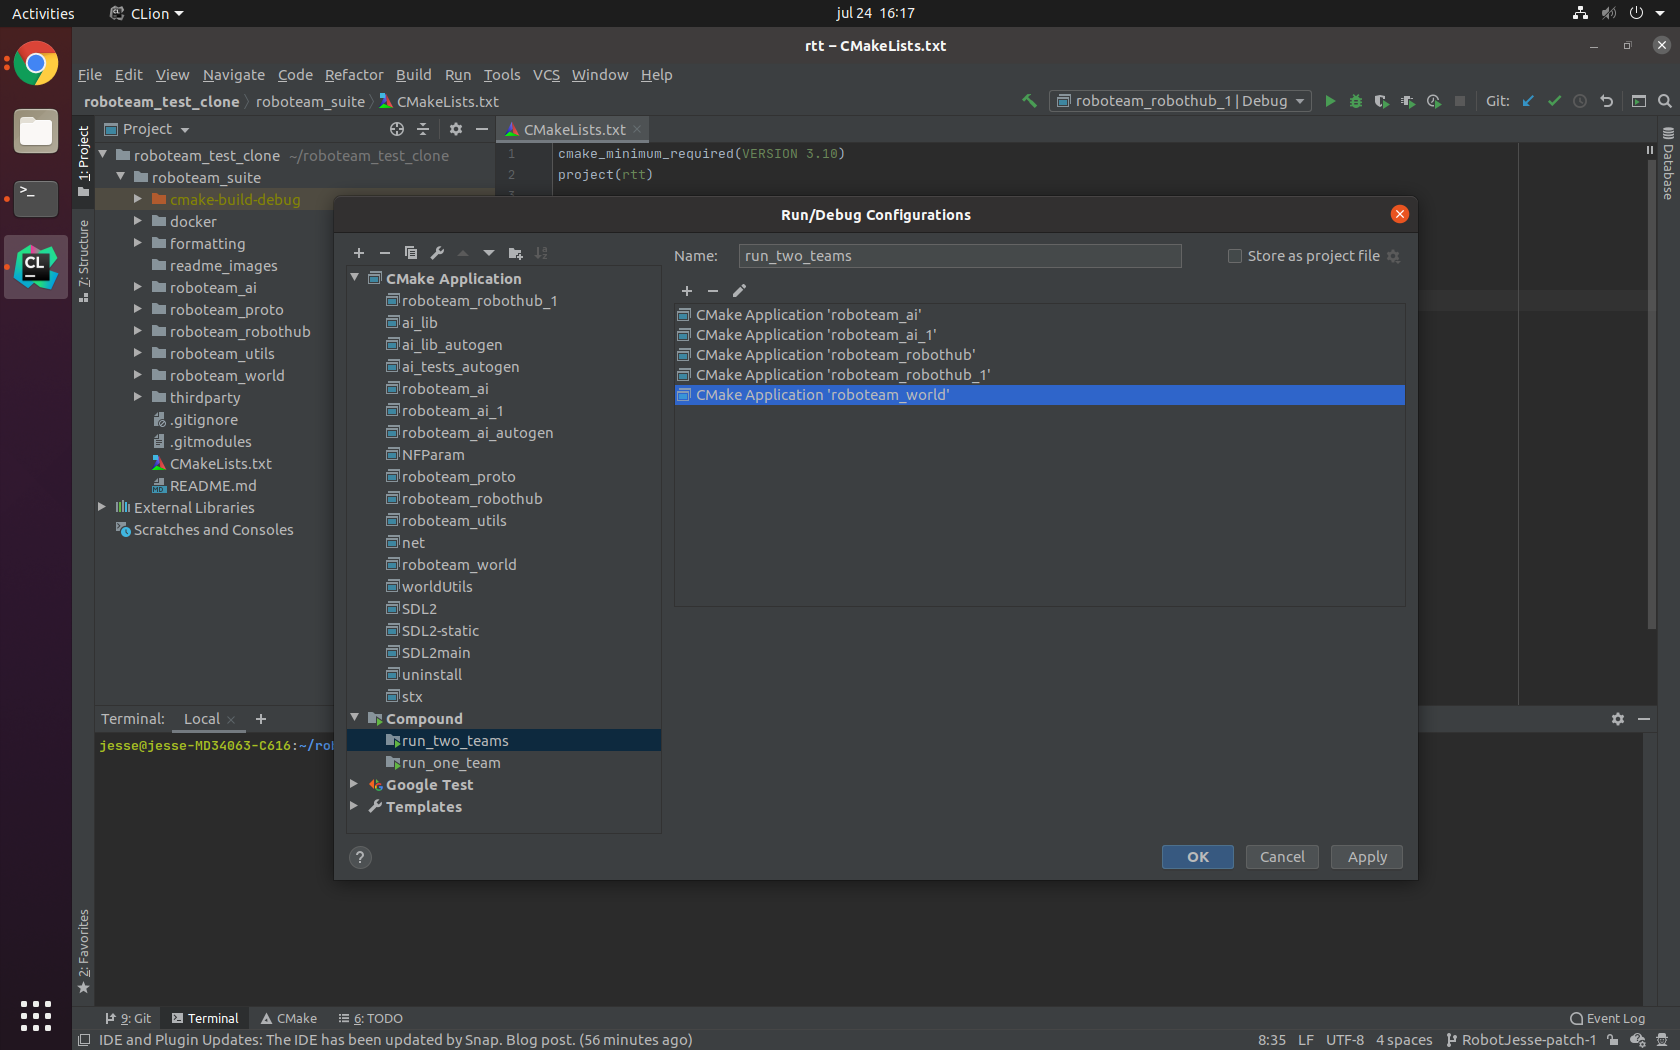 Activities CLion jul 24 16:17
rtt – CMakeLists.txt
File Edit View Navigate Code Refactor Build Run Tools VCS Window Help
roboteam_test_clone roboteam_suite CMakeLists.txt roboteam_robothub_1 | Debug Git:
1: Project
7: Structure
2: Favorites
Database
Project
roboteam_test_clone ~/roboteam_test_clone
roboteam_suite
cmake-build-debug
docker
formatting
readme_images
roboteam_ai
roboteam_proto
roboteam_robothub
roboteam_utils
roboteam_world
thirdparty
.gitignore
.gitmodules
CMakeLists.txt
README.md
External Libraries
Scratches and Consoles
CMakeLists.txt
1 cmake_minimum_required(VERSION 3.10)
2 project(rtt)
Run/Debug Configurations
CMake Application
roboteam_robothub_1
ai_lib
ai_lib_autogen
ai_tests_autogen
roboteam_ai
roboteam_ai_1
roboteam_ai_autogen
NFParam
roboteam_proto
roboteam_robothub
roboteam_utils
net
roboteam_world
worldUtils
SDL2
SDL2-static
SDL2main
uninstall
stx
Compound
run_two_teams
run_one_team
Google Test
Templates
Name: run_two_teams Store as project file
CMake Application 'roboteam_ai'
CMake Application 'roboteam_ai_1'
CMake Application 'roboteam_robothub'
CMake Application 'roboteam_robothub_1'
CMake Application 'roboteam_world'
? OK Cancel Apply
Terminal: Local
jesse@jesse-MD34063-C616:~/ro
9: Git Terminal CMake 6: TODO Event Log
IDE and Plugin Updates: The IDE has been updated by Snap. Blog post. (56 minutes ago) 8:35 LF UTF-8 4 spaces RobotJesse-patch-1